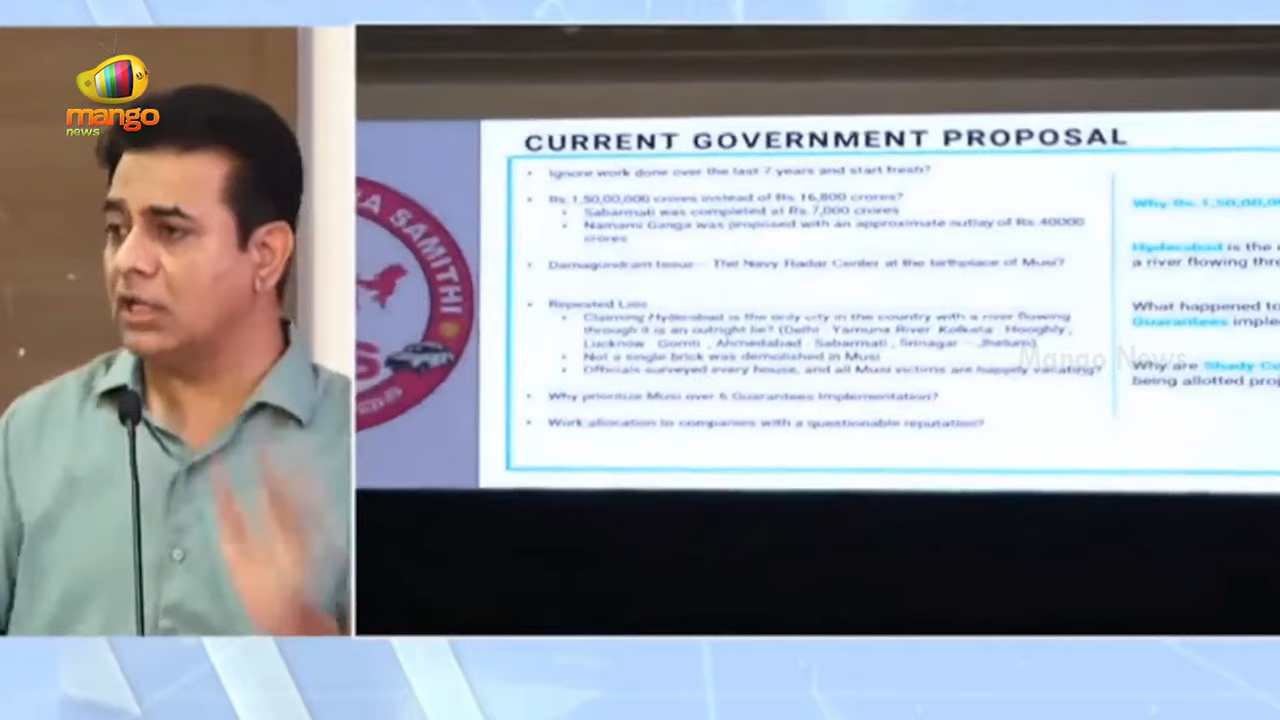 mango
news
CURRENT GOVERNMENT PROPOSAL
Ignore work done over the last 7 years and start fresh?
Rs 1,50,00,000 crores instead of Rs 16,800 crores?
Sabarmati was completed at Rs 7,000 crores
Namami Ganga was proposed with an approximate outlay of Rs 40000
crores
Damagundram Issue - The Navy Radar Center at the birthplace of Musi?
Repeated Lies
Claiming Hyderabad is the only city in the country with a river flowing
through it is an outright lie? (Delhi - Yamuna River, Kolkata - Hooghly,
Lucknow - Gomti, Ahmedabad - Sabarmati, Srinagar - Jhelum)
Not a single brick was demolished in Musi
Officials surveyed every house, and all Musi victims are happily vacating?
Why prioritize Musi over 6 Guarantees Implementation?
Work allocation to companies with a questionable reputation?
Why Rs 1,50,00
Hyderabad is the
a river flowing
What happened to
Guarantees
Why are Shady
being allotted
A SAMITHI
Mango News